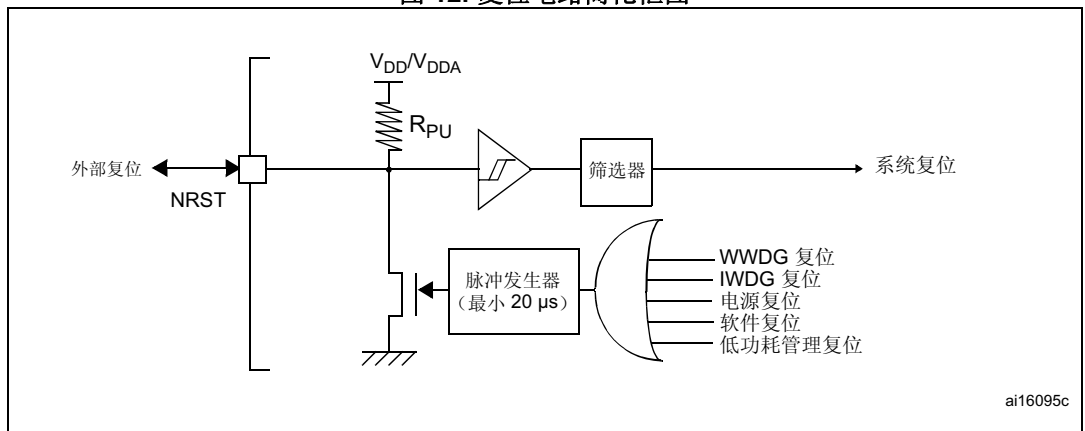 V_DD/V_DDA
R_PU
外部复位
NRST
筛选器
系统复位
脉冲发生器
（最小 20 µs）
WWDG 复位
IWDG 复位
电源复位
软件复位
低功耗管理复位
ai16095c